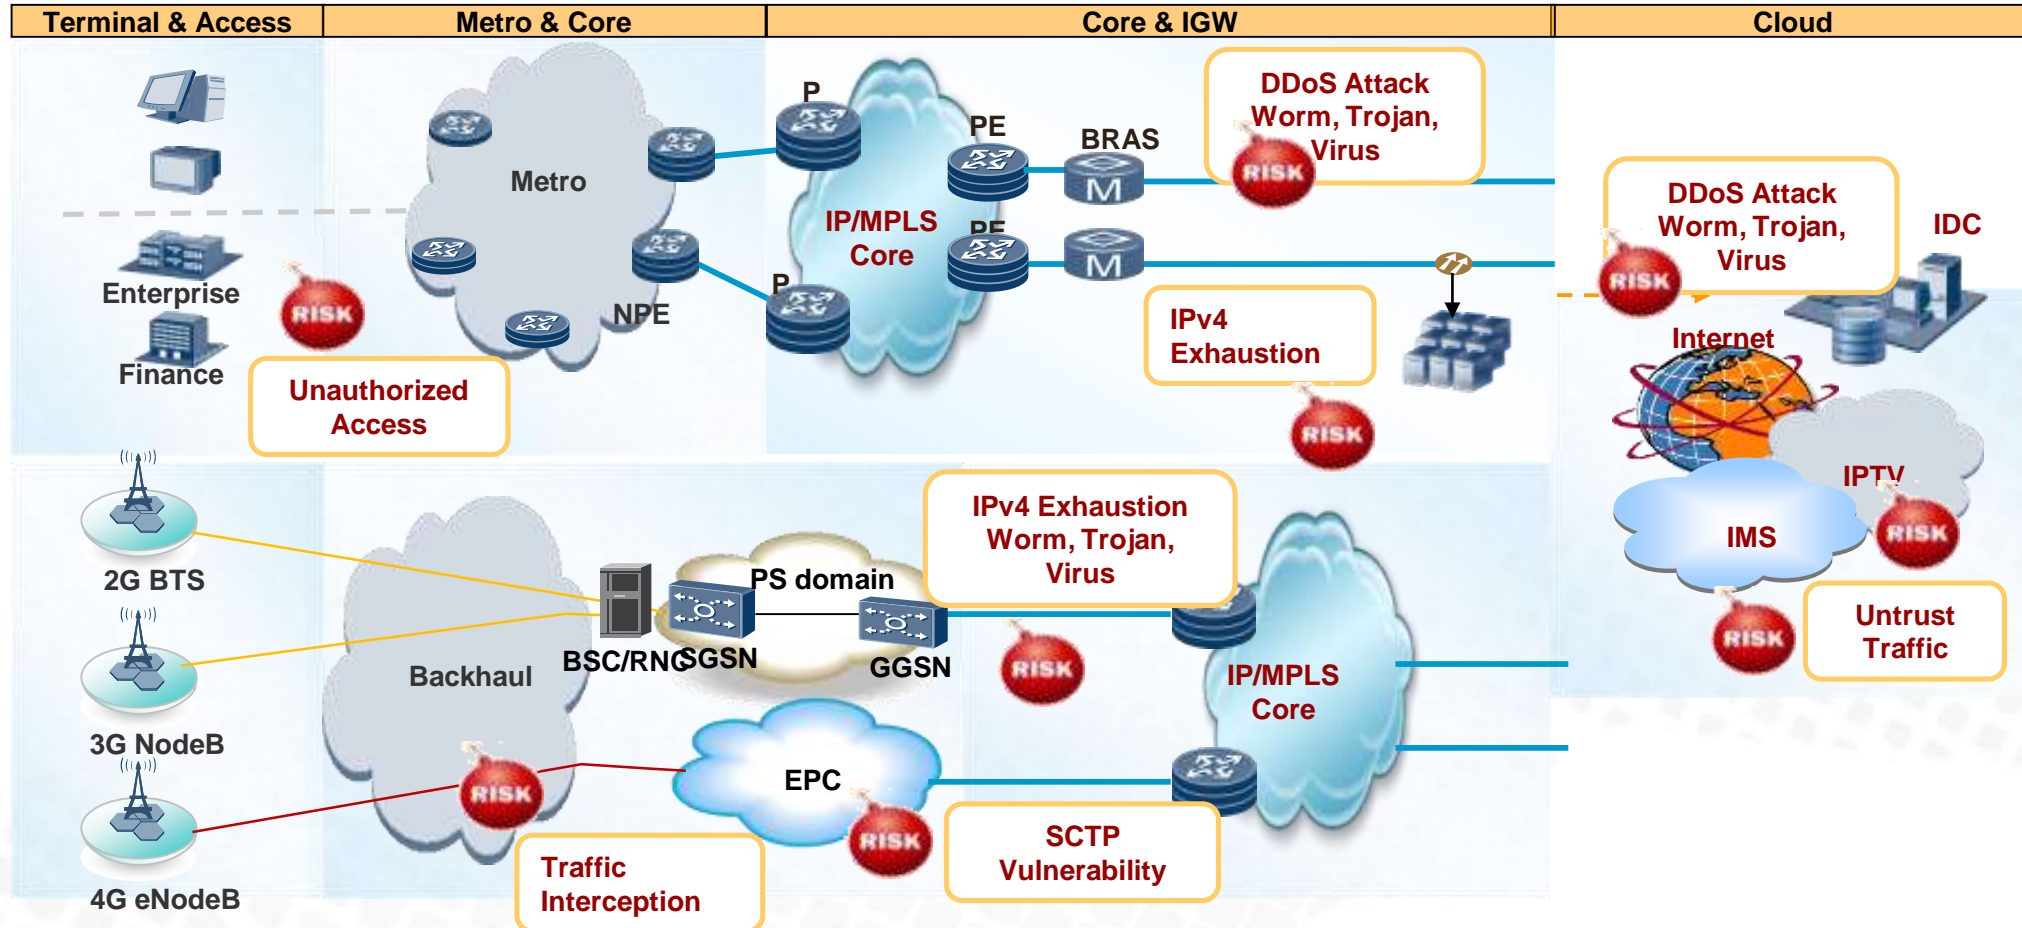 Terminal & Access
Metro & Core
Core & IGW
Cloud
P
PE
BRAS
DDoS Attack
Worm, Trojan,
Virus
RISK
M
Metro
IP/MPLS
Core
PE
M
DDoS Attack
Worm, Trojan,
Virus
RISK
IDC
Enterprise
RISK
NPE
P
IPv4
Exhaustion
Internet
Finance
Unauthorized
Access
RISK
IPTV
RISK
IMS
2G BTS
PS domain
IPv4 Exhaustion
Worm, Trojan,
Virus
RISK
Untrust
Traffic
BSC/RNC
SGSN
GGSN
RISK
Backhaul
IP/MPLS
Core
3G NodeB
RISK
EPC
RISK
SCTP
Vulnerability
Traffic
Interception
4G eNodeB